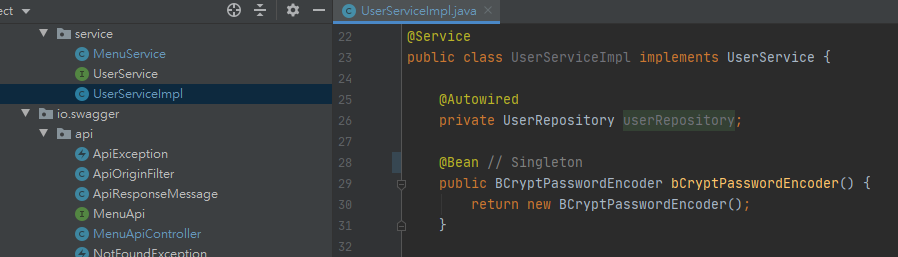 ect
service
MenuService
UserService
UserServiceImpl
io.swagger
api
ApiException
ApiOriginFilter
ApiResponseMessage
MenuApi
MenuApiController
NotFoundException
UserServiceImpl.java
22 @Service
23 public class UserServiceImpl implements UserService {
24
25 @Autowired
26 private UserRepository userRepository;
27
28 @Bean // Singleton
29 public BCryptPasswordEncoder bCryptPasswordEncoder() {
30 return new BCryptPasswordEncoder();
31 }
32